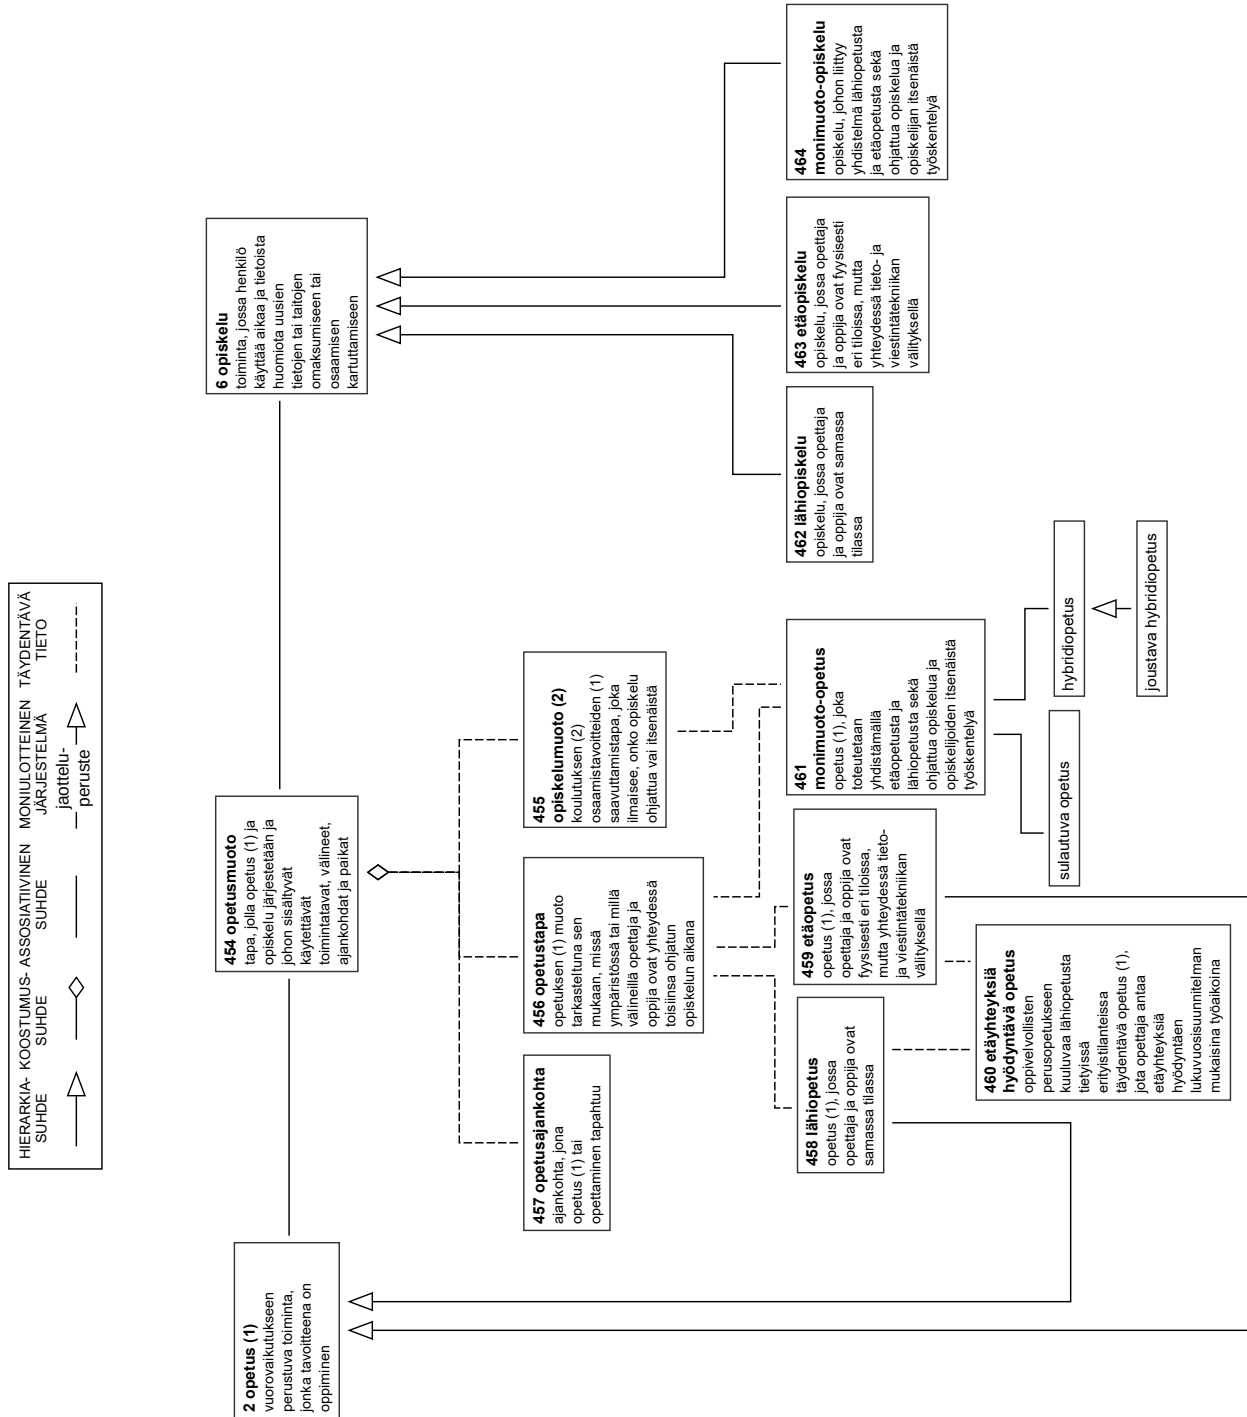 HIERARKIA- KOOSTUMUS- ASSOSIATIIVINEN MONIULOTTEINEN TÄYDENTÄVÄ
SUHDE SUHDE SUHDE JÄRJESTELMÄ TIETO
jaottelu-
peruste
2 opetus (1)
vuorovaikutukseen
perustuva toiminta,
jonka tavoitteena on
oppiminen
454 opetusmuoto
tapa, jolla opetus (1) ja
opiskelu järjestetään ja
johon sisältyvät
käytettävät
toimintatavat, välineet,
ajankohdat ja paikat
6 opiskelu
toiminta, jossa henkilö
käyttää aikaa ja tietoista
huomiota uusien
tietojen tai taitojen
omaksumiseen tai
osaamisen
kartuttamiseen
457 opetusajankohta
ajankohta, jona
opetus (1) tai
opettaminen tapahtuu
456 opetustapa
opetuksen (1) muoto
tarkasteltuna sen
mukaan, missä
ympäristössä tai millä
välineillä opettaja ja
oppija ovat yhteydessä
toisiinsa ohjatun
opiskelun aikana
455
opiskelumuoto (2)
koulutuksen (2)
osaamistavoitteiden (1)
saavuttamistapa, joka
ilmaisee, onko opiskelu
ohjattua vai itsenäistä
458 lähiopetus
opetus (1), jossa
opettaja ja oppija ovat
samassa tilassa
459 etäopetus
opetus (1), jossa
opettaja ja oppija ovat
fyysisesti eri tiloissa,
mutta yhteydessä tieto-
ja viestintätekniikan
välityksellä
461
monimuoto-opetus
opetus (1), joka
toteutetaan
yhdistämällä
etäopetusta ja
lähiopetusta sekä
ohjattua opiskelua ja
opiskelijoiden itsenäistä
työskentelyä
462 lähiopiskelu
opiskelu, jossa opettaja
ja oppija ovat samassa
tilassa
463 etäopiskelu
opiskelu, jossa opettaja
ja oppija ovat fyysisesti
eri tiloissa, mutta
yhteydessä tieto- ja
viestintätekniikan
välityksellä
464
monimuoto-opiskelu
opiskelu, johon liittyy
yhdistelmä lähiopetusta
ja etäopetusta sekä
ohjattua opiskelua ja
opiskelijan itsenäistä
työskentelyä
460 etäyhteyksiä
hyödyntävä opetus
oppivelvollisten
perusopetukseen
kuuluvaa lähiopetusta
tietyissä
erityistilanteissa
täydentävä opetus (1),
jota opettaja antaa
etäyhteyksiä
hyödyntäen
lukuvuosisuunnitelman
mukaisina työaikoina
sulautuva opetus
hybridiopetus
joustava hybridiopetus